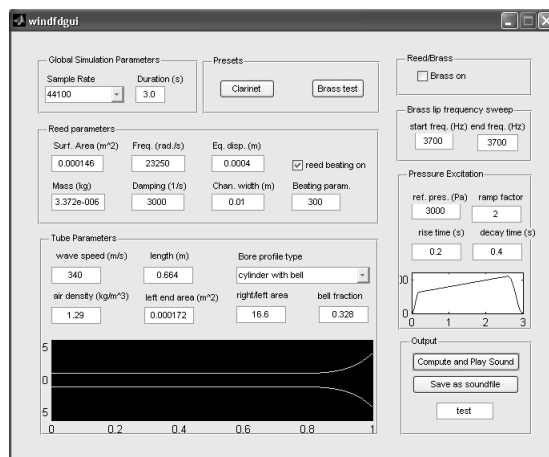 windfdgui
Global Simulation Parameters
Sample Rate Duration (s)
44100 3.0
Presets
Clarinet Brass test
Reed/Brass
Brass on
Brass lip frequency sweep
start freq. (Hz) end freq. (Hz)
3700 3700
Reed parameters
Surf. Area (m^2) Freq. (rad./s) Eq. disp. (m)
0.000146 23250 0.0004 reed beating on
Mass (kg) Damping (1/s) Chan. width (m) Beating param.
3.372e-006 3000 0.01 300
Pressure Excitation
ref. pres. (Pa) ramp factor
3000 2
rise time (s) decay time (s)
0.2 0.4
00
0
0 1 2 3
Tube Parameters
wave speed (m/s) length (m) Bore profile type
340 0.664 cylinder with bell
air density (kg/m^3) left end area (m^2) right/left area bell fraction
1.29 0.000172 16.6 0.328
5
0
5
0 0.2 0.4 0.6 0.8 1
Output
Compute and Play Sound
Save as soundfile
test